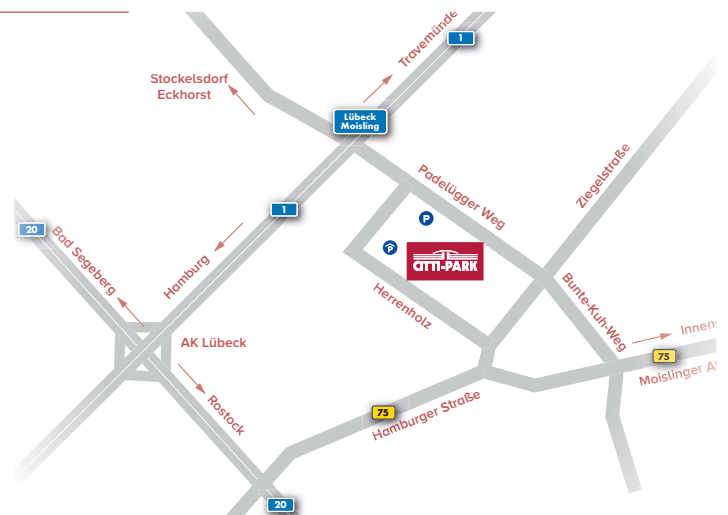 1
Travemünde
Stockelsdorf
Eckhorst
Lübeck
Moisling
Padelügger Weg
Ziegelstraße
1
20
P
P
CITTI-PARK
Bad Segeberg
Hamburg
Herrenholz
Bunte-Kuh-Weg
AK Lübeck
75
Moislinger
Rostock
75
Hamburger Straße
20